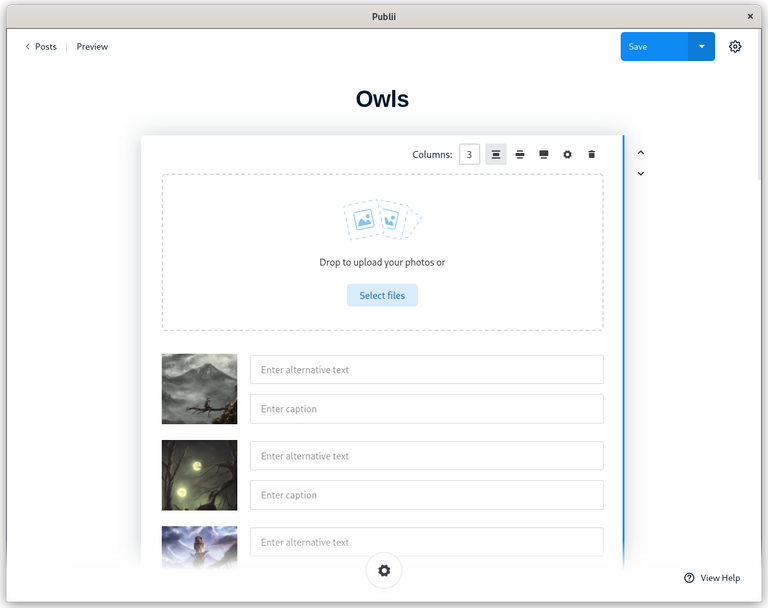 Publii
Posts
Preview
Save
Owls
Columns: 3
Drop to upload your photos or
Select files
Enter alternative text
Enter caption
Enter alternative text
Enter caption
Enter alternative text
View Help